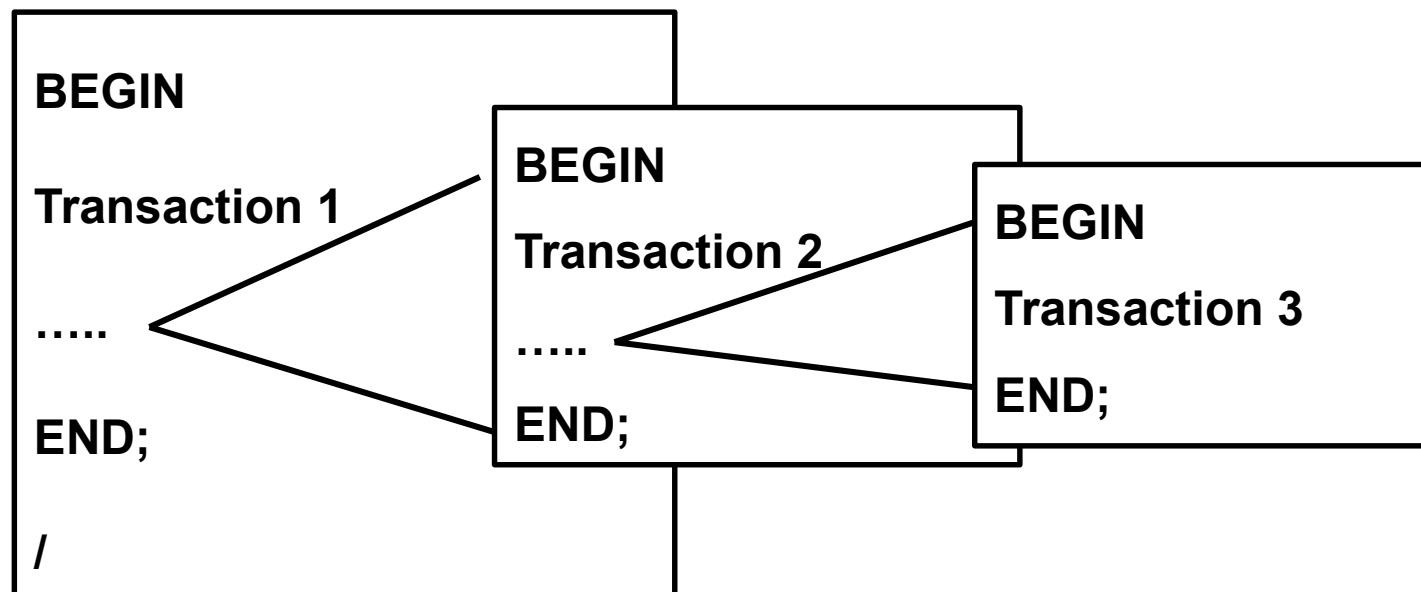 BEGIN
Transaction 1
…..
END;
/
BEGIN
Transaction 2
…..
END;
BEGIN
Transaction 3
END;